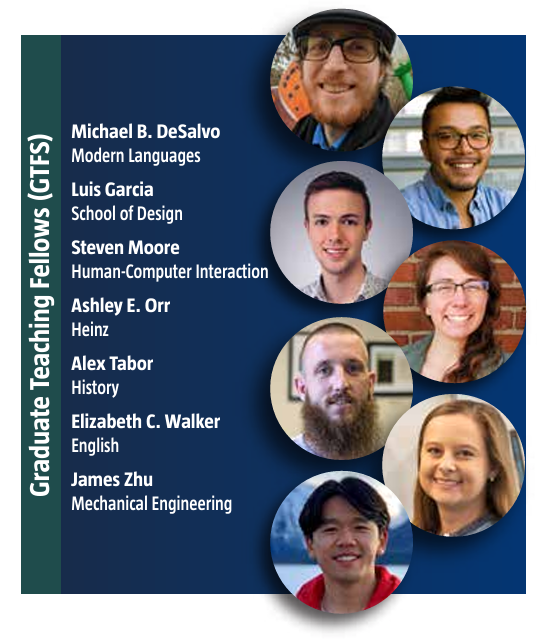 Graduate Teaching Fellows (GTFS)
Michael B. DeSalvo
Modern Languages
Luis Garcia
School of Design
Steven Moore
Human-Computer Interaction
Ashley E. Orr
Heinz
Alex Tabor
History
Elizabeth C. Walker
English
James Zhu
Mechanical Engineering